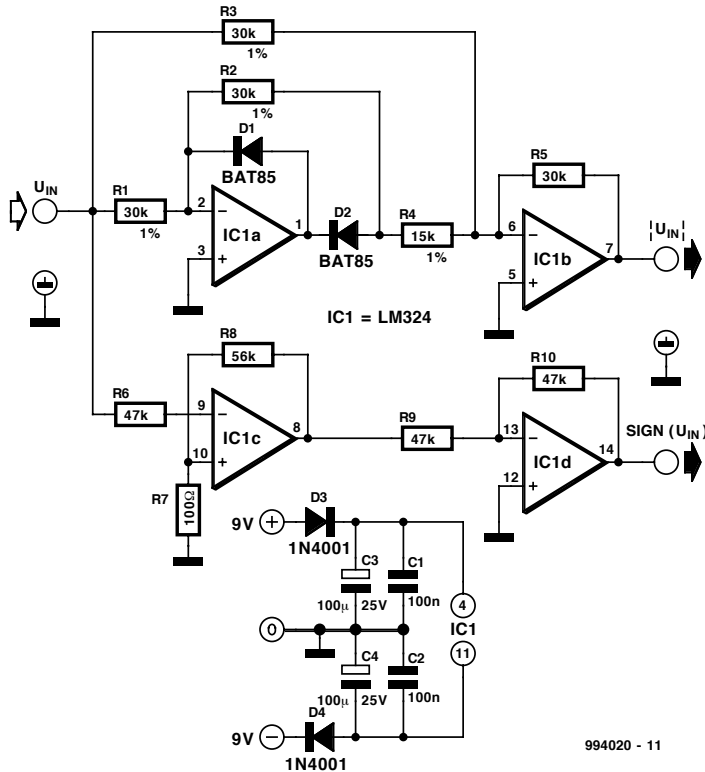 R3
30k
1%
R2
30k
1%
D1
BAT85
U IN
R1
30k
1%
2
3
IC1a
1
D2
BAT85
R4
15k
1%
R5
30k
6
5
IC1b
7
|U IN|
IC1 = LM324
R8
56k
R6
47k
9
10
IC1c
8
R7
100Ω
R9
47k
R10
47k
13
12
IC1d
14
SIGN (U IN)
9V
D3
1N4001
C3
100µ 25V
C1
100n
4
IC1
11
0
C4
100µ 25V
C2
100n
9V
D4
1N4001
994020 - 11